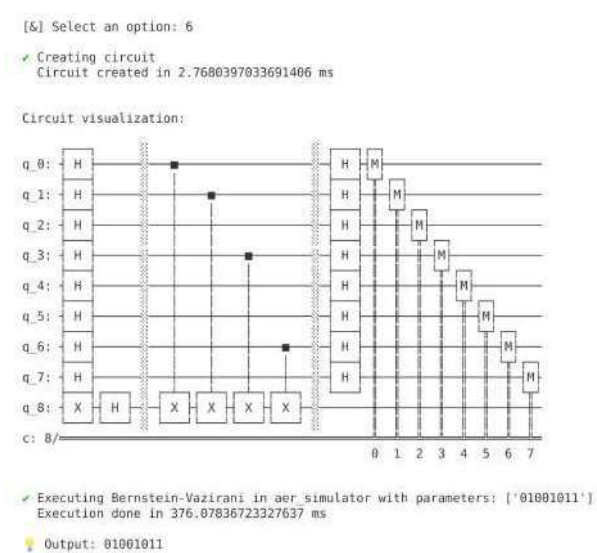 [&] Select an option: 6
✔ Creating circuit
Circuit created in 2.7680397033691406 ms
Circuit visualization:
q_0: H H M
q_1: H H M
q_2: H H M
q_3: H H M
q_4: H H M
q_5: H H M
q_6: H H M
q_7: H H M
q_8: X H X X X X
c: 8/
0 1 2 3 4 5 6 7
✔ Executing Bernstein-Vazirani in aer_simulator with parameters: ['01001011']
Execution done in 376.07836723327637 ms
💡 Output: 01001011